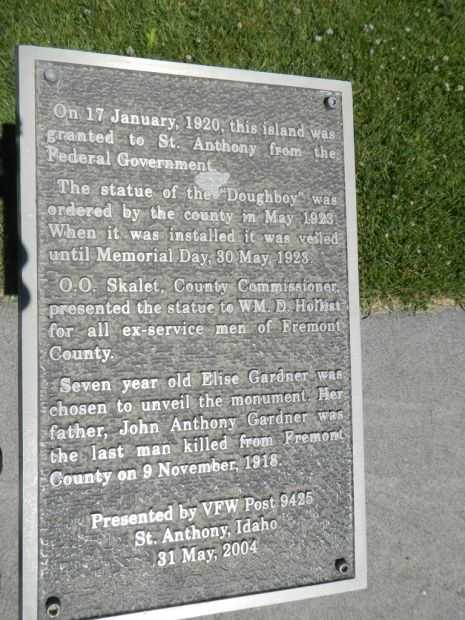 On 17 January, 1920, this island was
granted to St. Anthony from the
Federal Government.
The statue of the "Doughboy" was
ordered by the county in May 1923.
When it was installed it was veiled
until Memorial Day, 30 May, 1923.
O.O. Skalet, County Commissioner,
presented the statue to WM. D. Hollist
for all ex-service men of Fremont
County.
Seven year old Elise Gardner was
chosen to unveil the monument. Her
father, John Anthony Gardner was
the last man killed from Fremont
County on 9 November, 1918.
Presented by VFW Post 9425
St. Anthony, Idaho
31 May, 2004